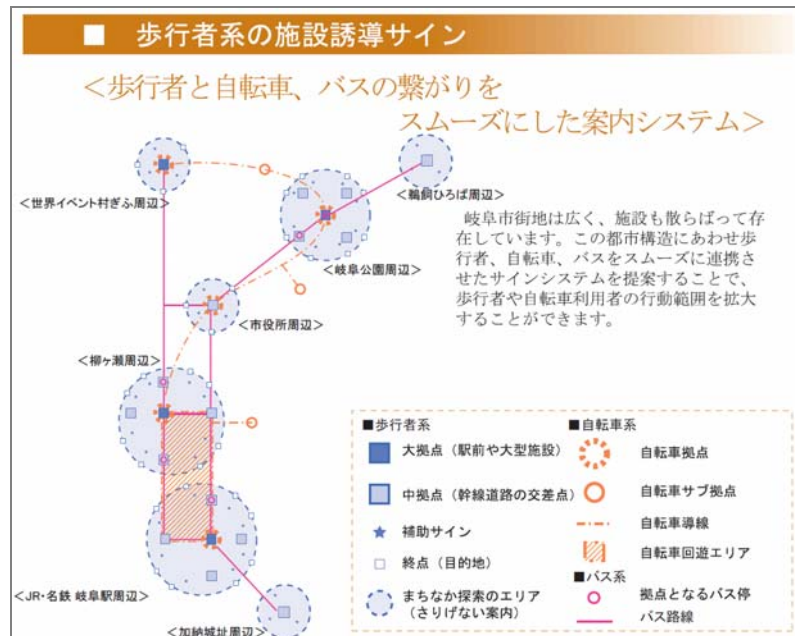 ■ 歩行者系の施設誘導サイン
＜歩行者と自転車、バスの繋がりを
スムーズにした案内システム＞
＜世界イベント村ぎふ周辺＞
＜鵜飼ひろば周辺＞
岐阜市街地は広く、施設も散らばって存
在しています。この都市構造にあわせ歩
行者、自転車、バスをスムーズに連携さ
せたサインシステムを提案することで、
歩行者や自転車利用者の行動範囲を拡大
することができます。
＜岐阜公園周辺＞
＜市役所周辺＞
＜柳ヶ瀬周辺＞
＜JR・名鉄 岐阜駅周辺＞
＜加納城址周辺＞
■歩行者系
大拠点（駅前や大型施設）
中拠点（幹線道路の交差点）
補助サイン
終点（目的地）
まちなか探索のエリア
（さりげない案内）
■自転車系
自転車拠点
自転車サブ拠点
自転車導線
自転車回遊エリア
■バス系
拠点となるバス停
バス路線